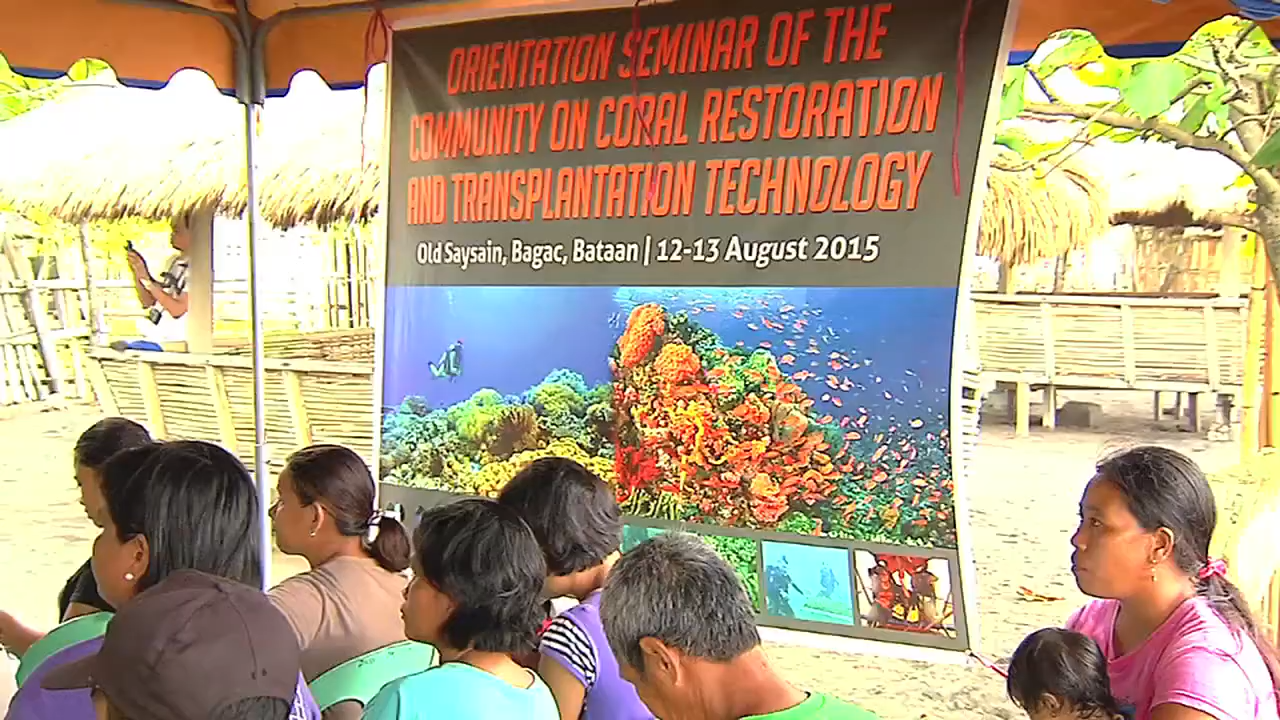 ORIENTATION SEMINAR OF THE
COMMUNITY ON CORAL RESTORATION
AND TRANSPLANTATION TECHNOLOGY
Old Saysain, Bagac, Bataan | 12-13 August 2015